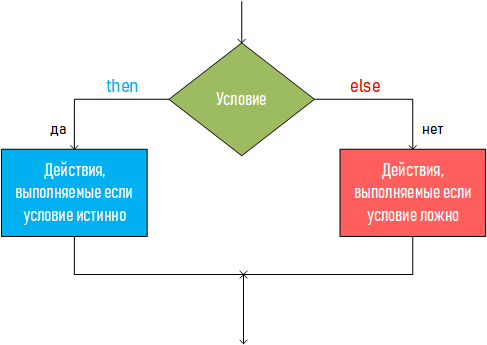 then
Условие
else
да
нет
Действия,
выполняемые если
условие истинно
Действия,
выполняемые если
условие ложно